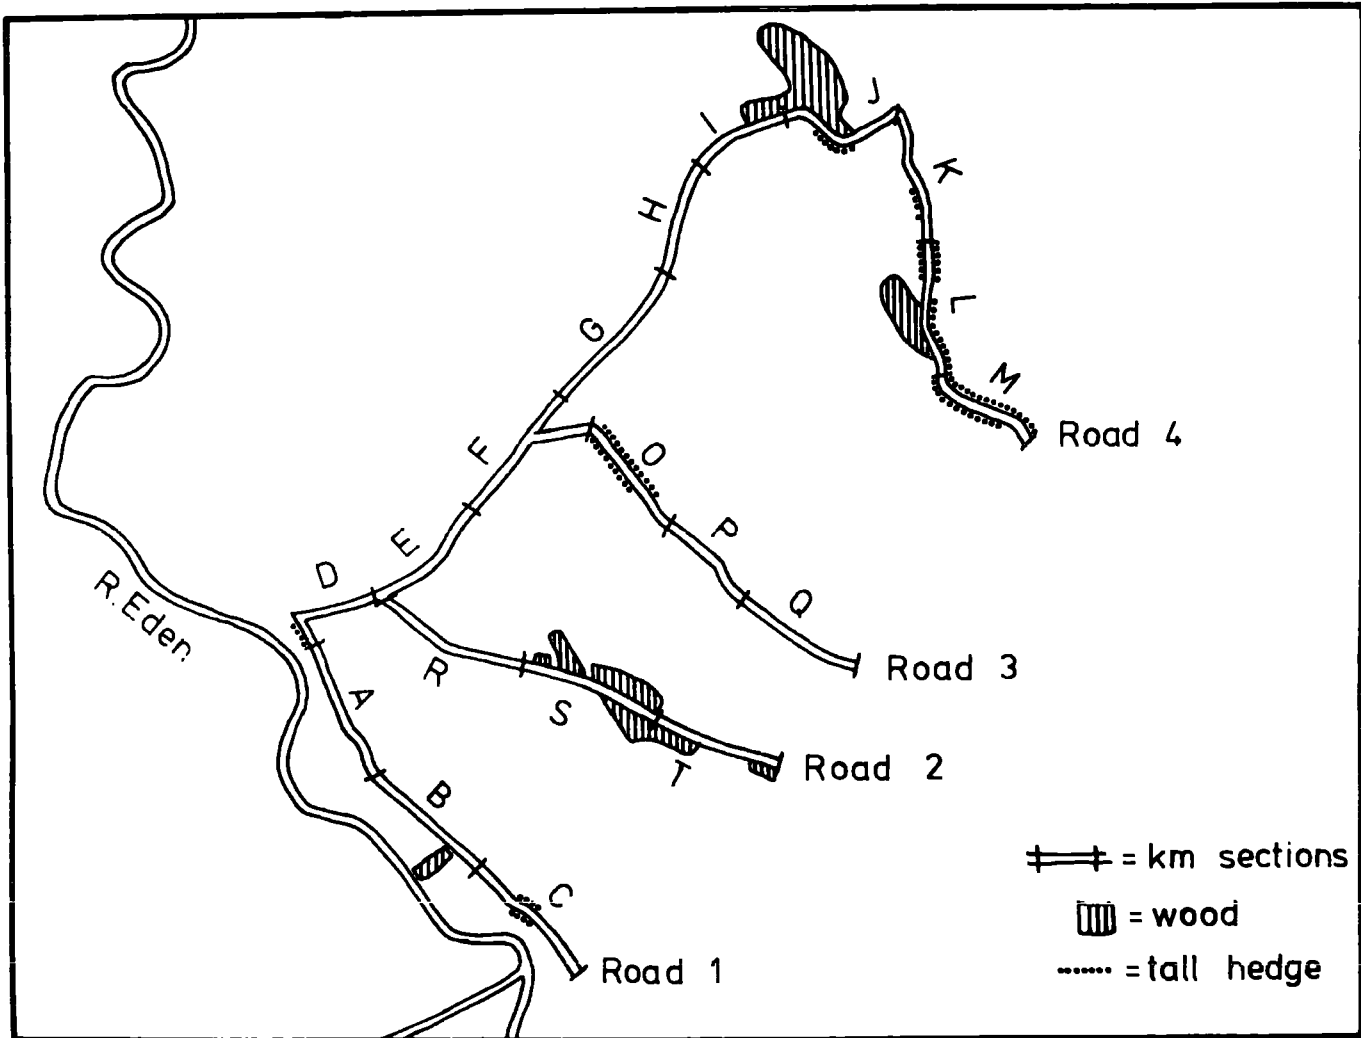 J
I
K
H
L
G
M
Road 4
F
O
E
P
D
Q
R. Eden
R
Road 3
A
S
T
Road 2
B
= km sections
C
= wood
Road 1
= tall hedge